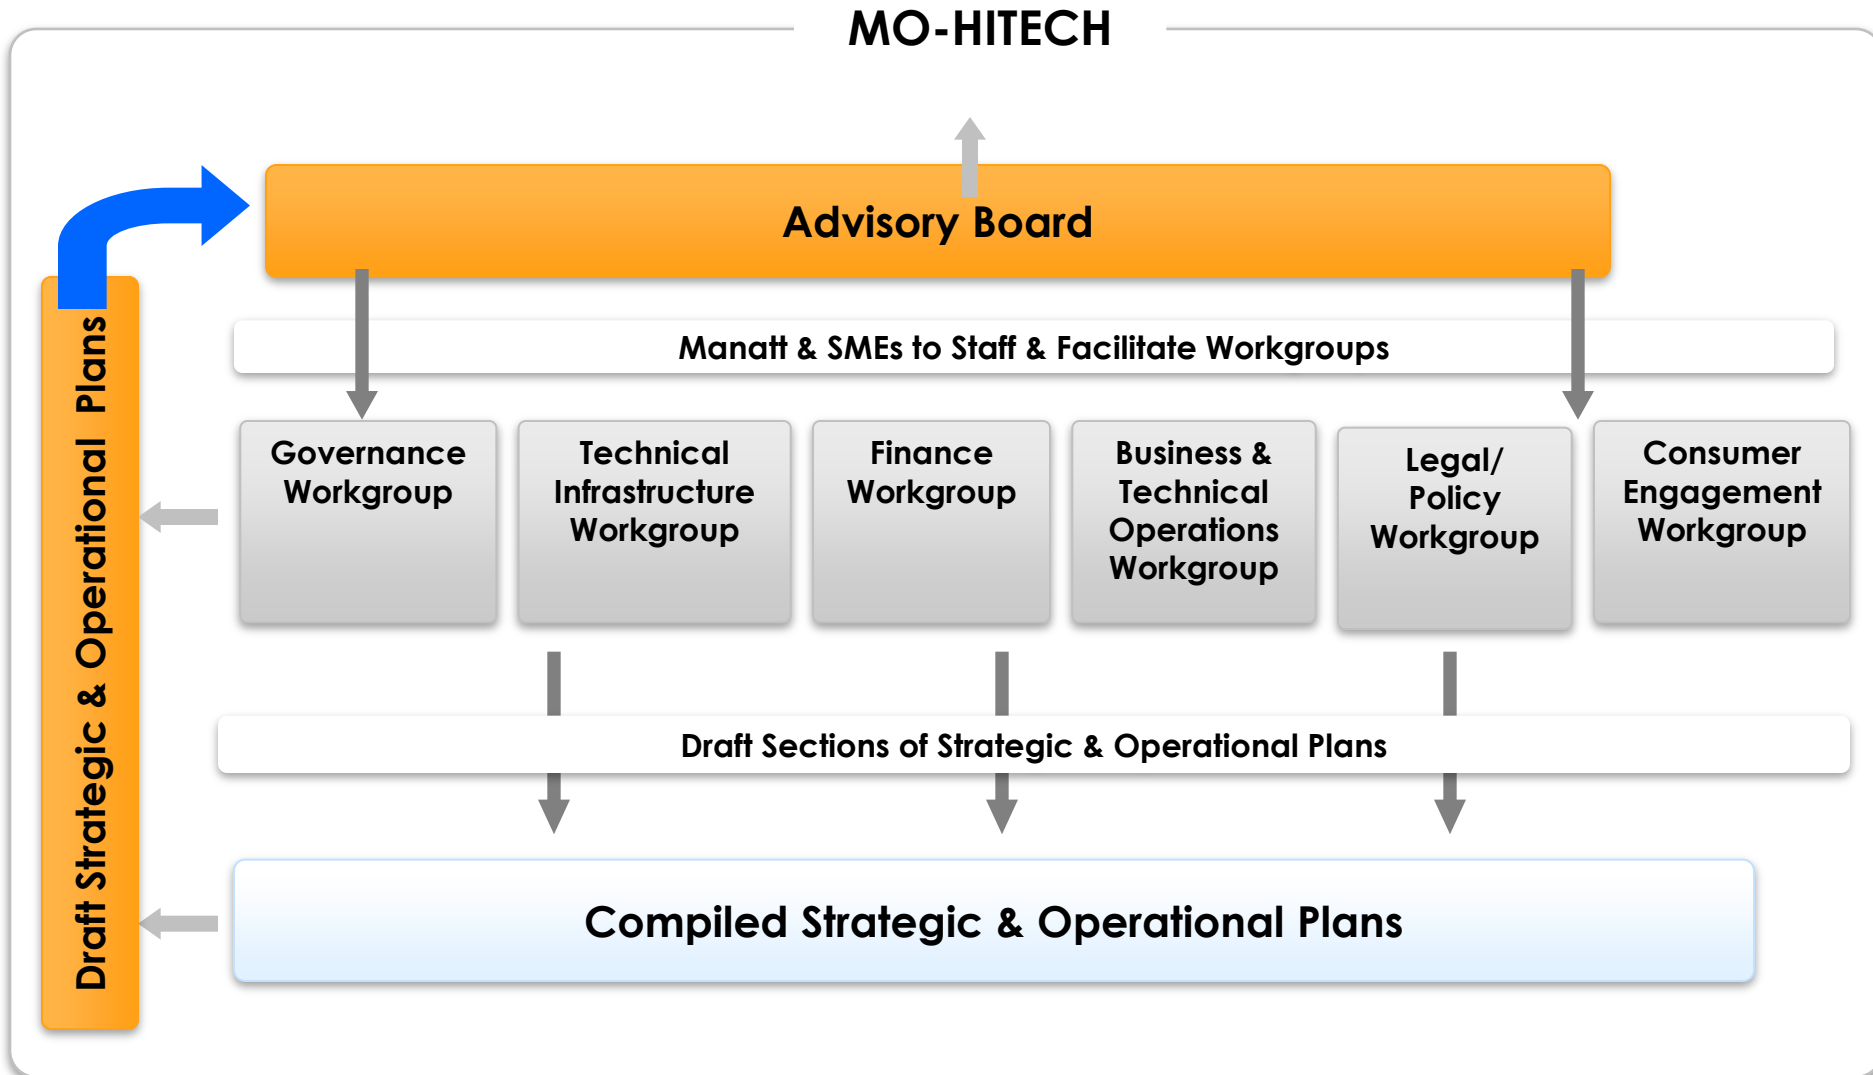 MO-HITECH
Advisory Board
Manatt & SMEs to Staff & Facilitate Workgroups
Governance
Workgroup
Technical
Infrastructure
Workgroup
Finance
Workgroup
Business &
Technical
Operations
Workgroup
Legal/
Policy
Workgroup
Consumer
Engagement
Workgroup
Draft Sections of Strategic & Operational Plans
Compiled Strategic & Operational Plans
Draft Strategic & Operational Plans